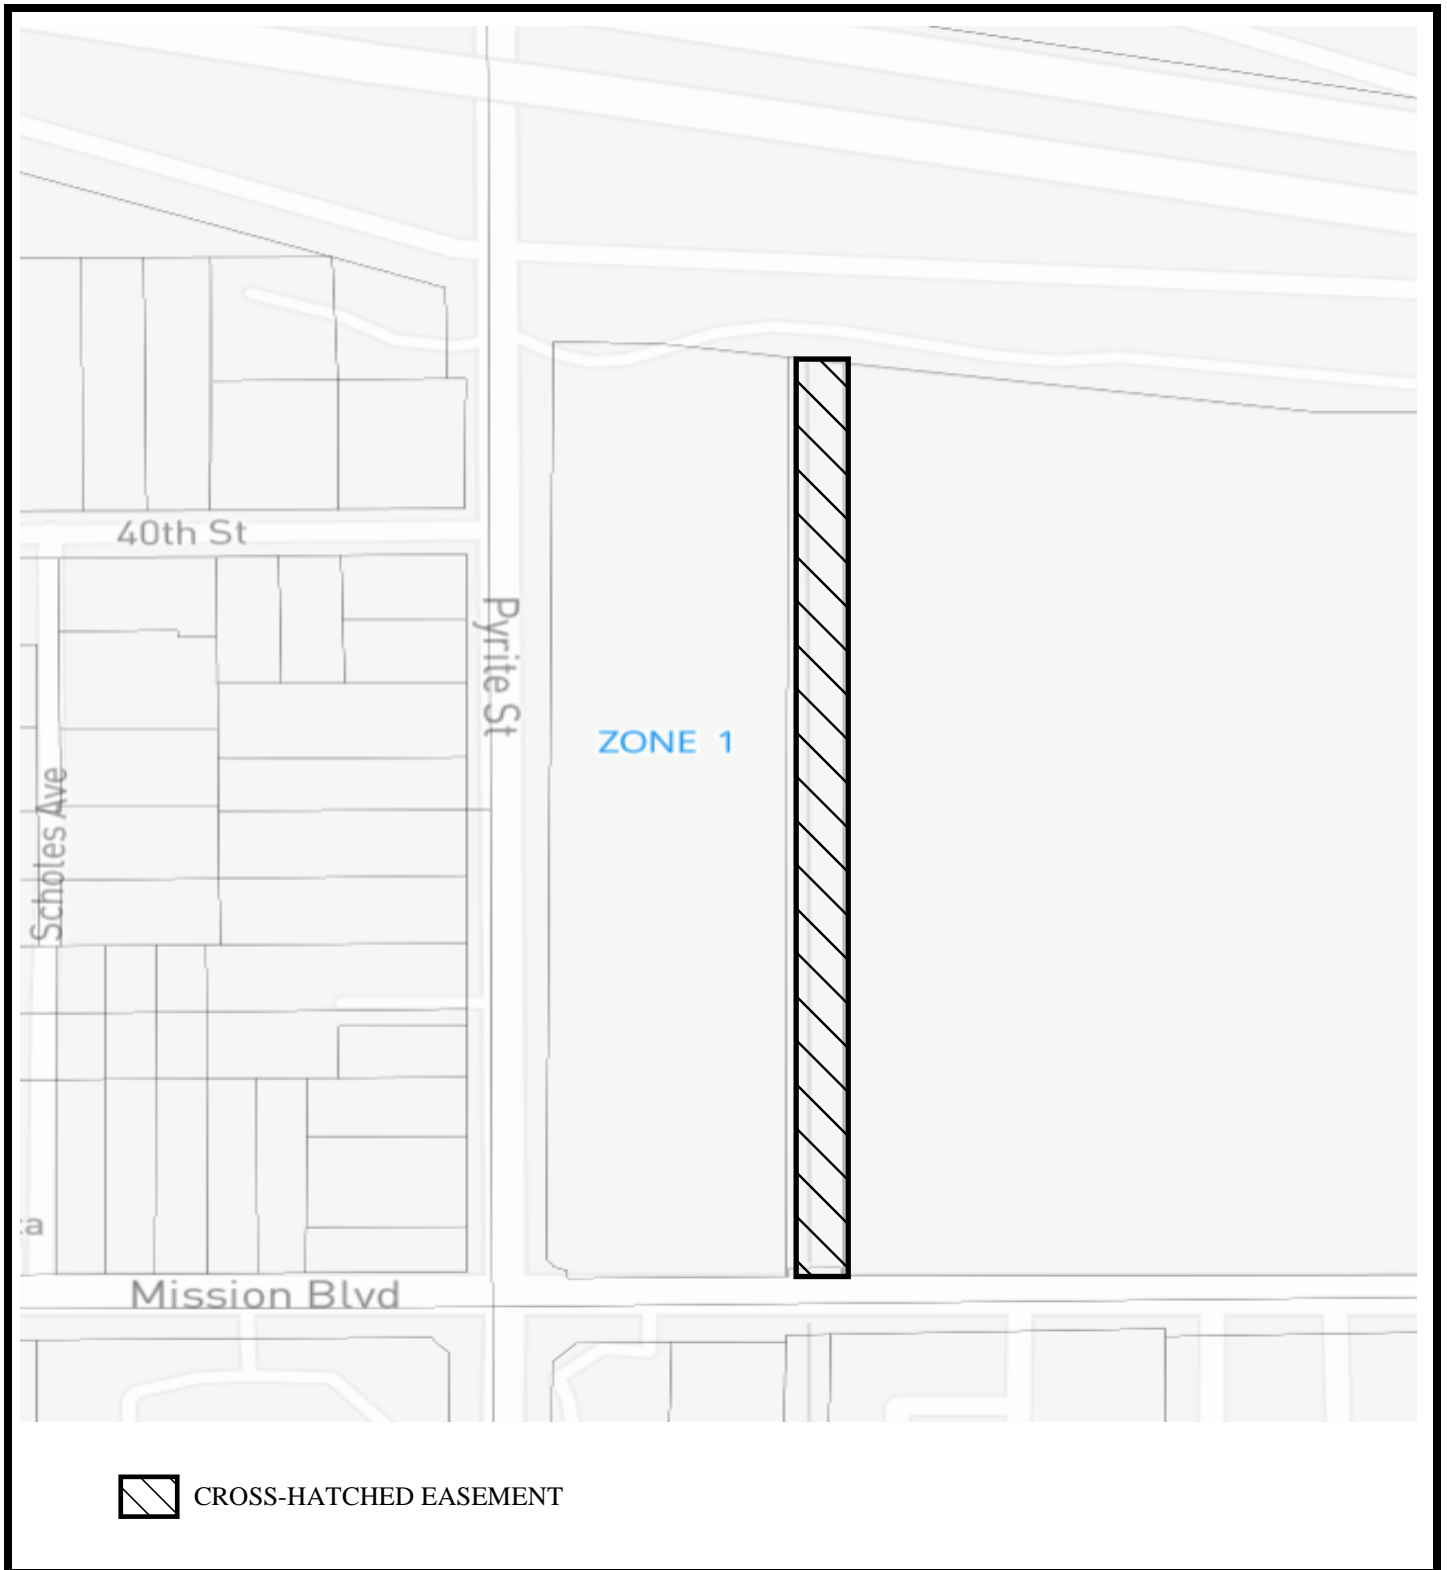 40th St
Pyrite St
ZONE 1
Scholes Ave
Mission Blvd
CROSS-HATCHED EASEMENT